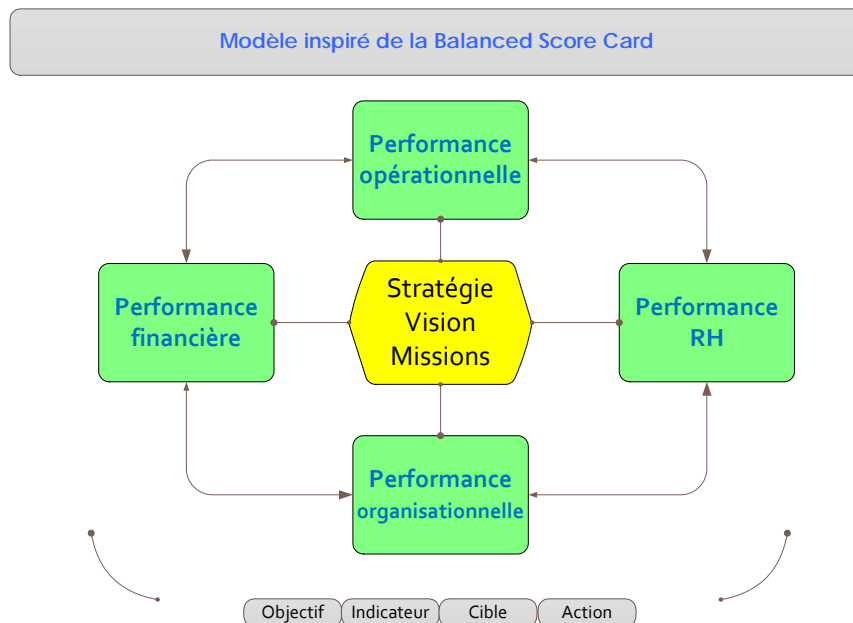 Modèle inspiré de la Balanced Score Card
Performance
opérationnelle
Performance
financière
Stratégie
Vision
Missions
Performance
RH
Performance
organisationnelle
Objectif
Indicateur
Cible
Action